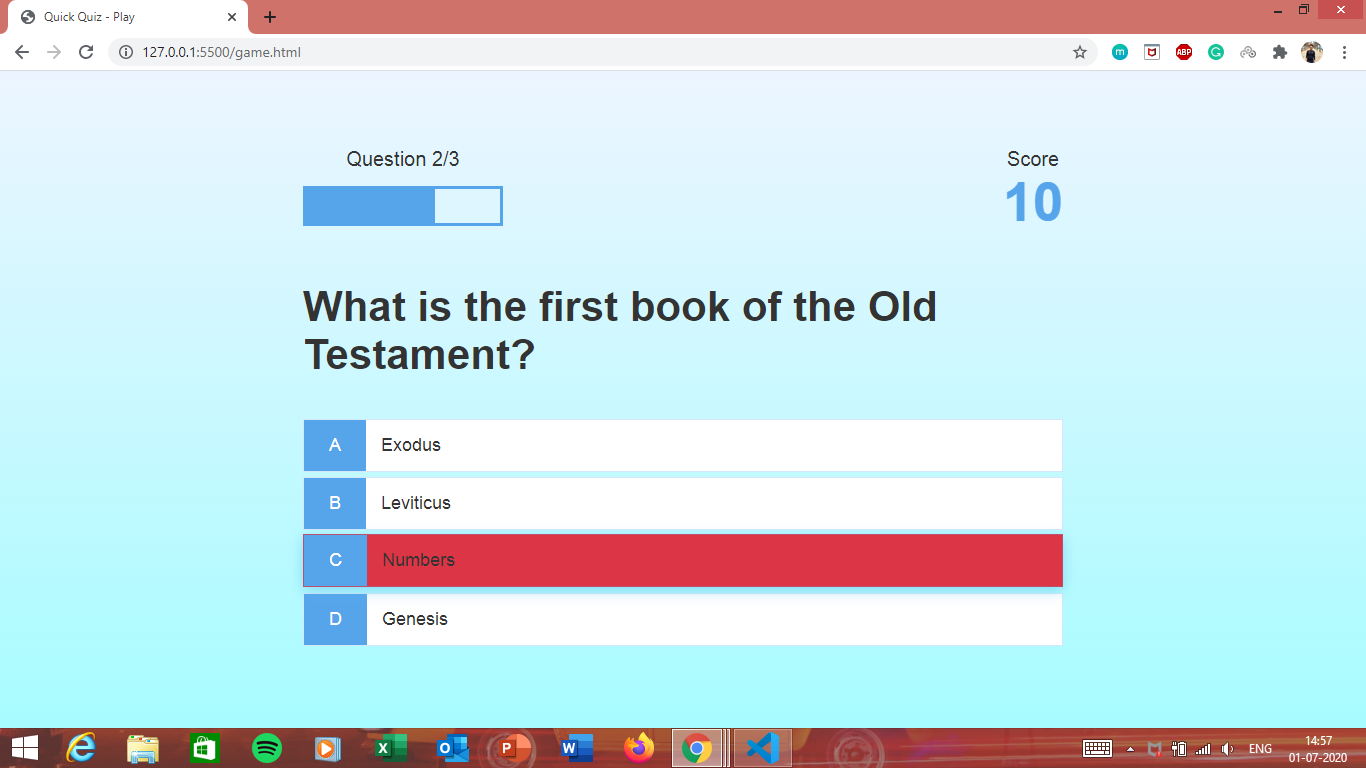 Quick Quiz - Play
127.0.0.1:5500/game.html
m
ABP
G
Question 2/3
Score
10
What is the first book of the Old
Testament?
A Exodus
B Leviticus
C Numbers
D Genesis
ENG
14:57
01-07-2020